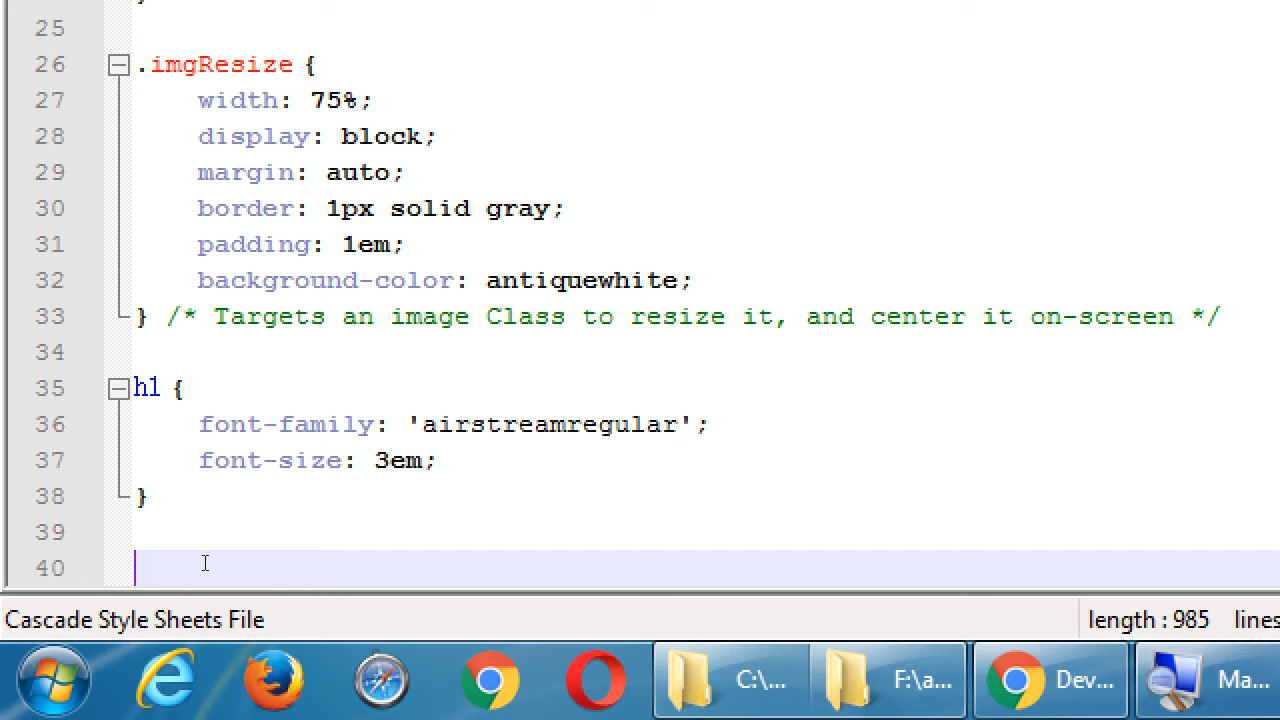 25
26 .imgResize {
27 width: 75%;
28 display: block;
29 margin: auto;
30 border: 1px solid gray;
31 padding: 1em;
32 background-color: antiquewhite;
33 } /* Targets an image Class to resize it, and center it on-screen */
34
35 h1 {
36 font-family: 'airstreamregular';
37 font-size: 3em;
38 }
39
40
Cascade Style Sheets File length : 985 lines
C:\... F:\a... Dev... Ma...